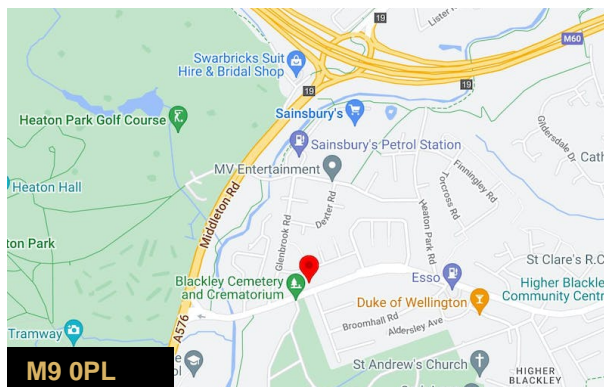 Lister
M60
19
Swarbricks Suit
Hire & Bridal Shop
19
Sainsbury's
Heaton Park Golf Course
Sainsbury's Petrol Station
Gildersdale Dr
Cath
MV Entertainment
Finningley Rd
Torcross Rd
Heaton Hall
Middleton Rd
Dexter Rd
Heaton Park Rd
ton Park
Glenbrook Rd
St Clare's R.C
Blackley Cemetery
and Crematorium
Esso
Higher Blackle
Community Centr
Duke of Wellington
Broomhall Rd
Aldersley Ave
Tramway
A576
St Andrew's Church
HIGHER
BLACKLEY
M9 0PL